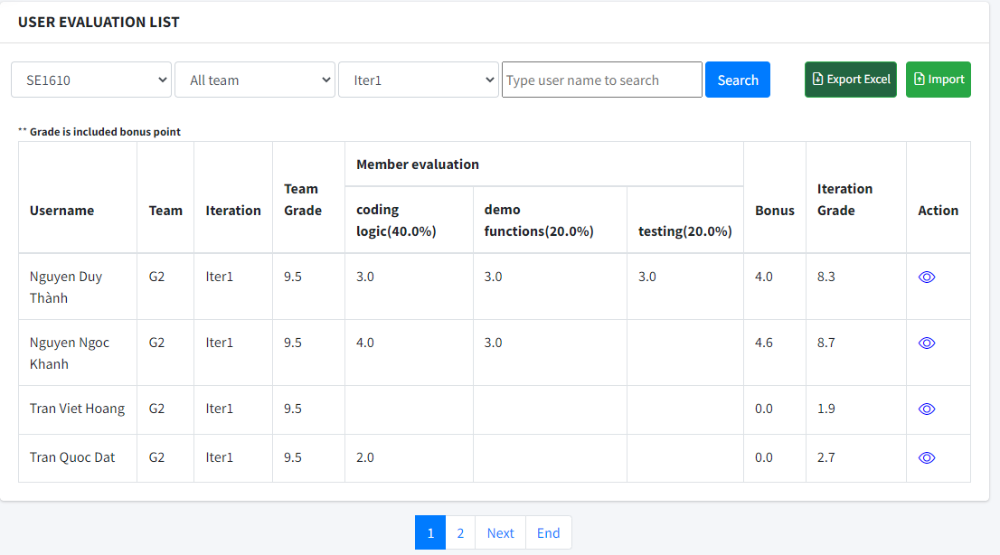 USER EVALUATION LIST
SE1610 All team Iter1 Type user name to search Search Export Excel Import
** Grade is included bonus point
Username Team Iteration Team Grade Member evaluation Bonus Iteration Grade Action
coding logic(40.0%) demo functions(20.0%) testing(20.0%)
Nguyen Duy Thành G2 Iter1 9.5 3.0 3.0 3.0 4.0 8.3
Nguyen Ngoc Khanh G2 Iter1 9.5 4.0 3.0 4.6 8.7
Tran Viet Hoang G2 Iter1 9.5 0.0 1.9
Tran Quoc Dat G2 Iter1 9.5 2.0 0.0 2.7
1 2 Next End